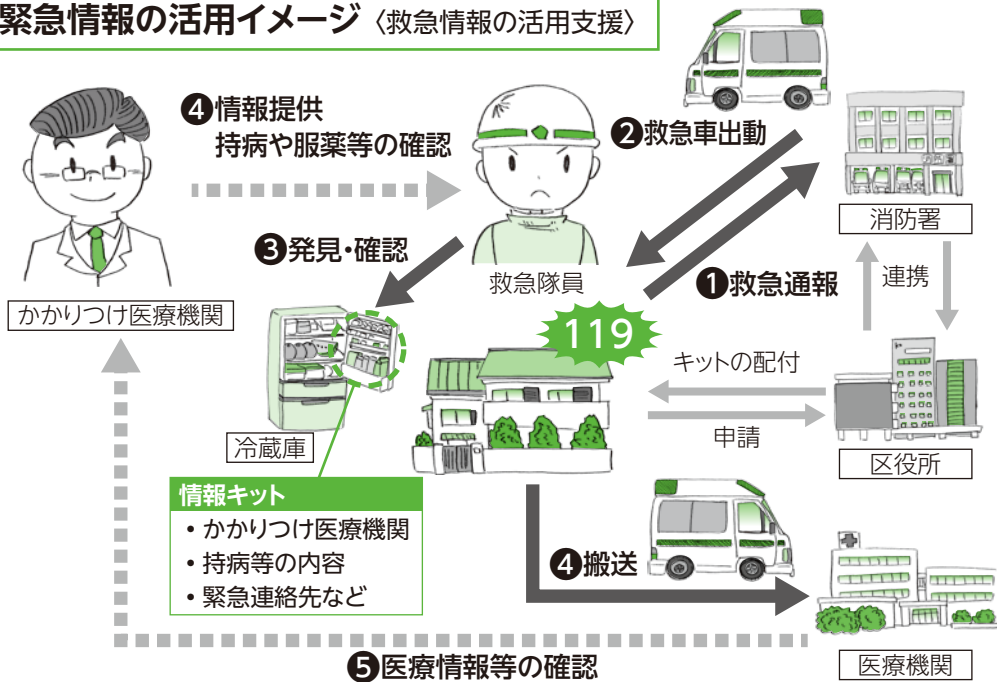 緊急情報の活用イメージ〈救急情報の活用支援〉
❹情報提供
持病や服薬等の確認
❷救急車出動
消防署
❸発見・確認
救急隊員
❶救急通報
連携
かかりつけ医療機関
119
キットの配付
申請
冷蔵庫
区役所
情報キット
・かかりつけ医療機関
・持病等の内容
・緊急連絡先など
❹搬送
❺医療情報等の確認
医療機関